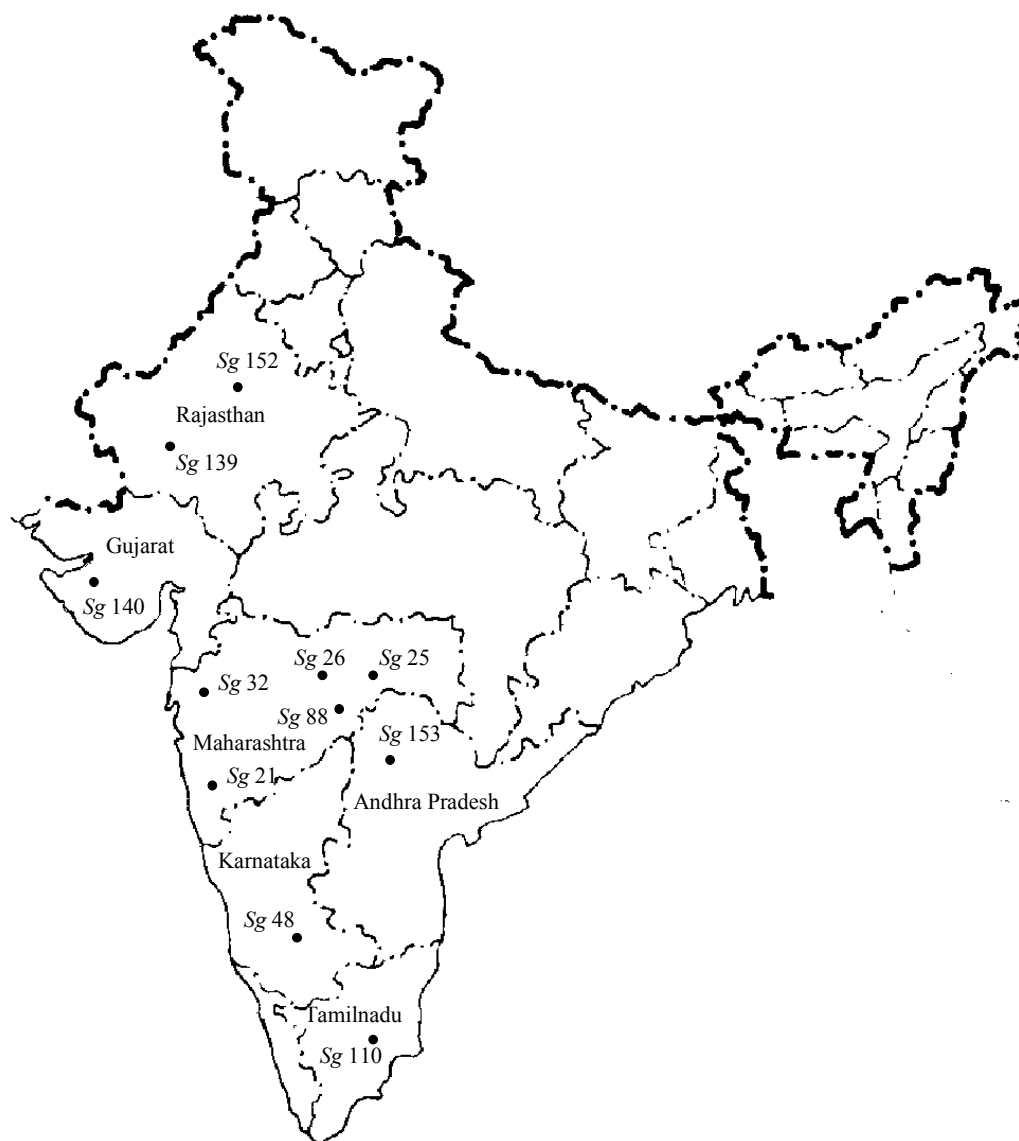 Sg 152
Rajasthan
Sg 139
Gujarat
Sg 140
Sg 26
Sg 25
Sg 32
Sg 88
Sg 153
Maharashtra
Sg 21
Andhra Pradesh
Karnataka
Sg 48
Tamilnadu
Sg 110